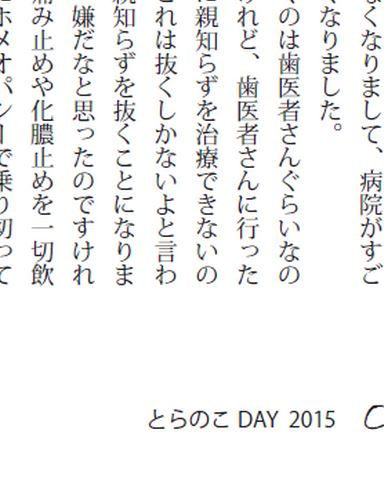 なくなりまして、病院がすご
くなりました。
くのは歯医者さんぐらいなの
けれど、歯医者さんに行った
に親知らずを治療できないの
これは抜くしかないよと言わ
親知らずを抜くことになりま
嫌だなと思ったのですけれ
痛み止めや化膿止めを一切飲
ホメオパシーで乗り切って
とらのこ DAY 2015